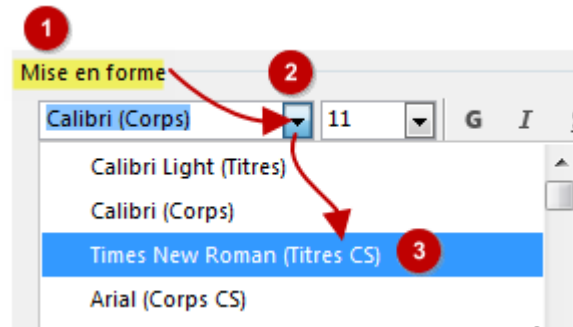 1
Mise en forme
2
Calibri (Corps) 11 G I
Calibri Light (Titres)
Calibri (Corps)
Times New Roman (Titres CS) 3
Arial (Corps CS)